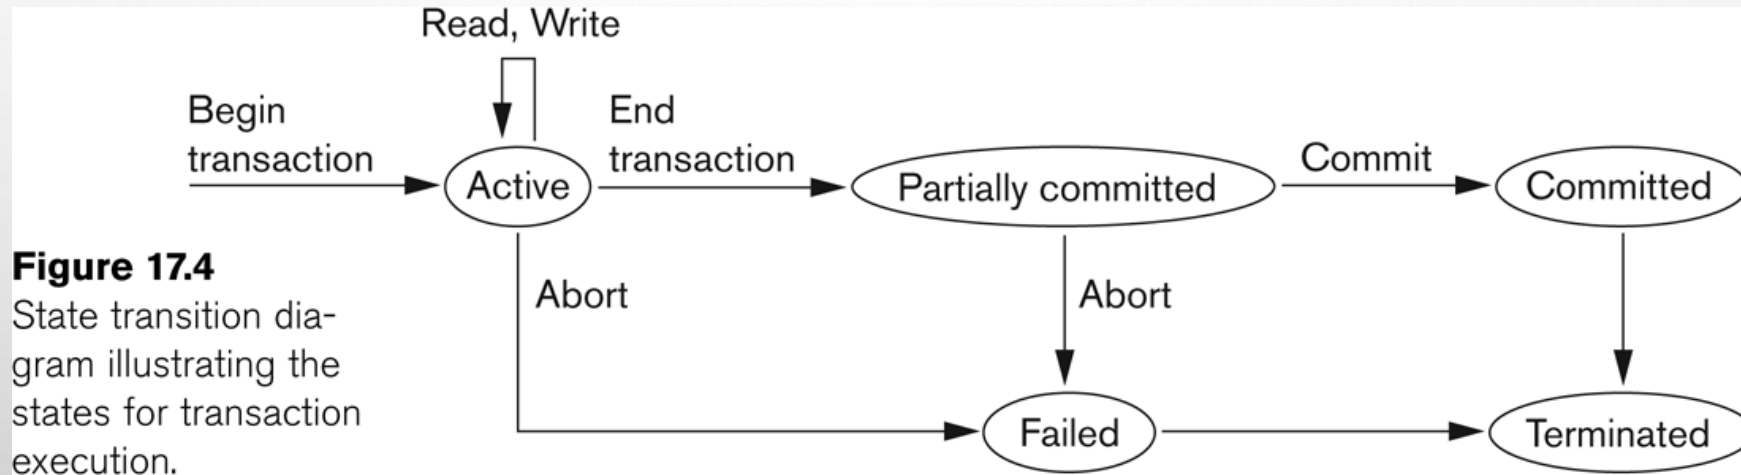 Read, Write
Begin
transaction
End
transaction
Commit
Active
Partially committed
Committed
Figure 17.4
State transition dia-
gram illustrating the
states for transaction
execution.
Abort
Abort
Failed
Terminated